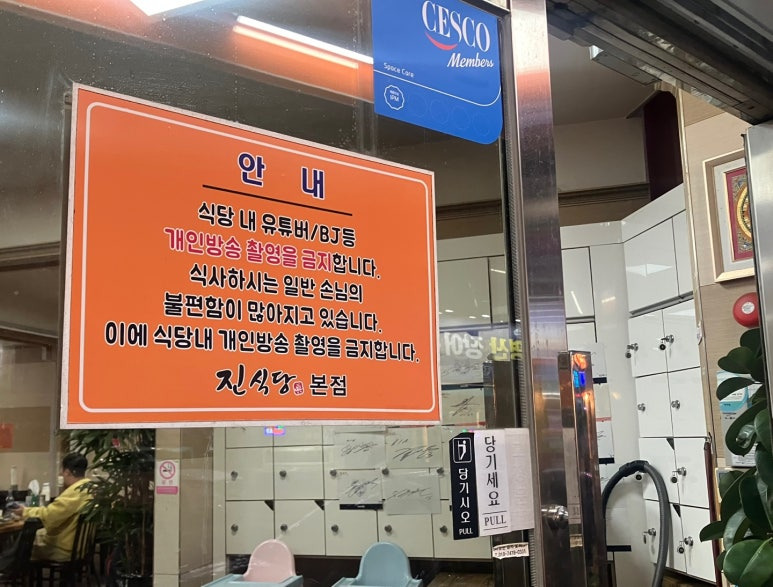 CESCO
Members
Space Care
안 내
식당 내 유튜버/BJ등
개인방송 촬영을 금지합니다.
식사하시는 일반 손님의
불편함이 많아지고 있습니다.
이에 식당내 개인방송 촬영을 금지합니다.
진식당 본점
당기시오
PULL
당기세요
PULL